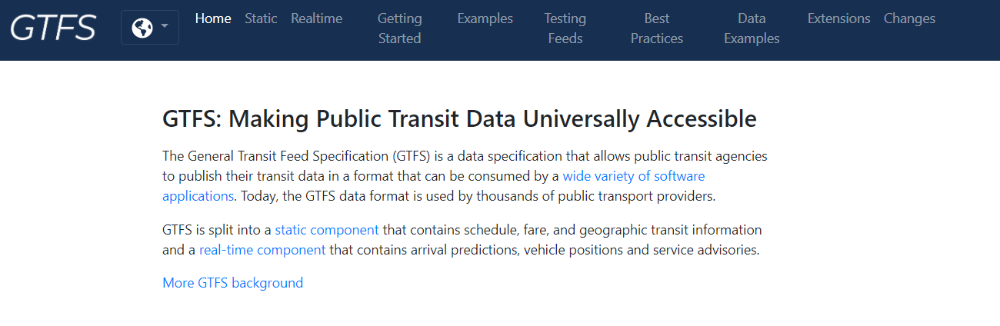 GTFS
Home Static Realtime Getting Started Examples Testing Feeds Best Practices Data Examples Extensions Changes
GTFS: Making Public Transit Data Universally Accessible
The General Transit Feed Specification (GTFS) is a data specification that allows public transit agencies
to publish their transit data in a format that can be consumed by a wide variety of software
applications. Today, the GTFS data format is used by thousands of public transport providers.
GTFS is split into a static component that contains schedule, fare, and geographic transit information
and a real-time component that contains arrival predictions, vehicle positions and service advisories.
More GTFS background